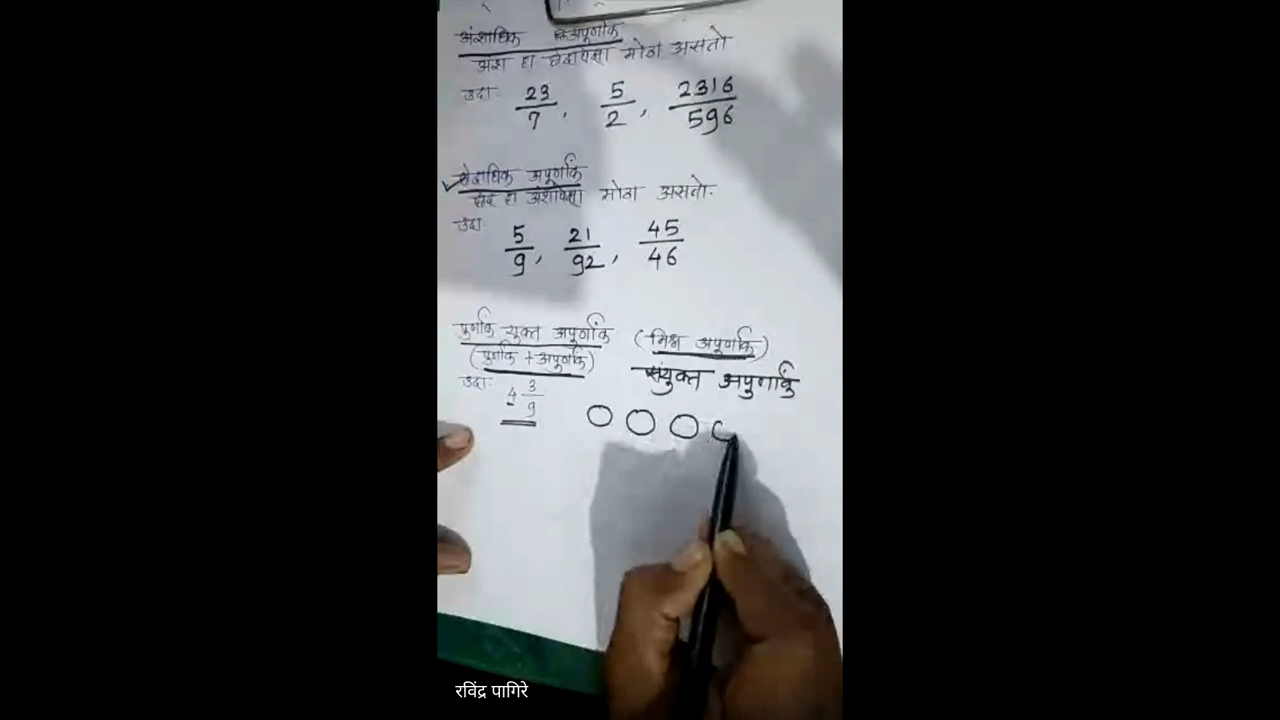 अंशाधिक अपूर्णांक
अंश हा छेदापेक्षा मोठा असतो
उदा. 23/7, 5/2, 2316/596
छेदाधिक अपूर्णांक
छेद हा अंशापेक्षा मोठा असतो.
उदा. 5/9, 21/92, 45/46
पुर्णांक युक्त अपूर्णांक (मिश्र अपूर्णांक)
(पुर्णांक + अपूर्णांक) संयुक्त अपुर्णांक
उदा. 4 3/9
रविंद्र पागिरे